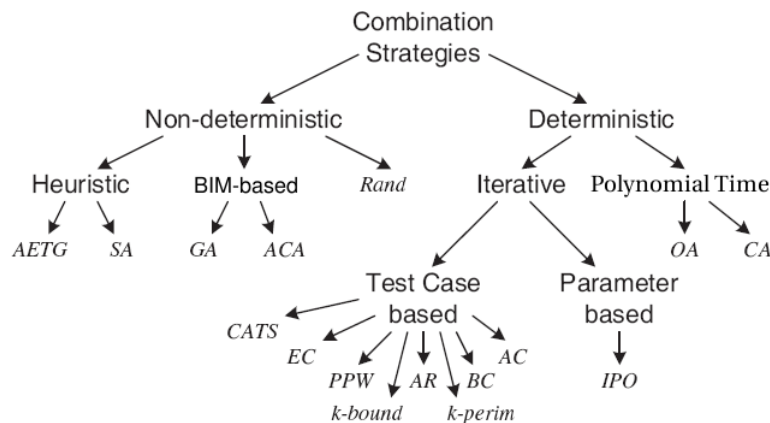 Combination
Strategies
Non-deterministic Deterministic
Heuristic BIM-based Rand Iterative Polynomial Time
AETG SA GA ACA OA CA
Test Case Parameter
based based
CATS
EC AC
PPW AR BC IPO
k-bound k-perim